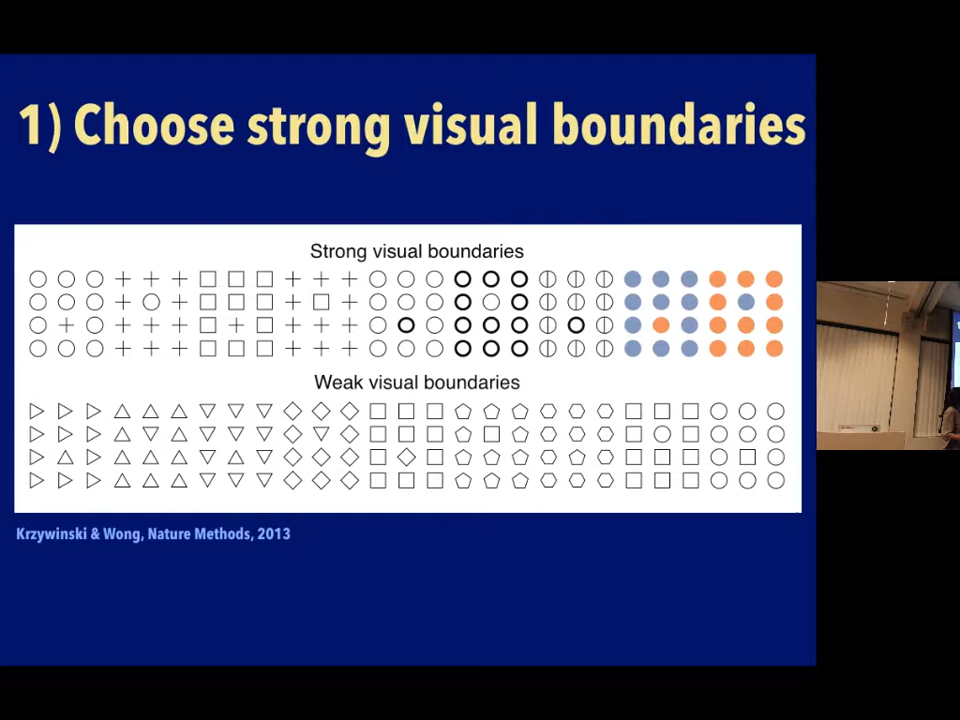 1) Choose strong visual boundaries
Strong visual boundaries
Weak visual boundaries
Krzywinski & Wong, Nature Methods, 2013